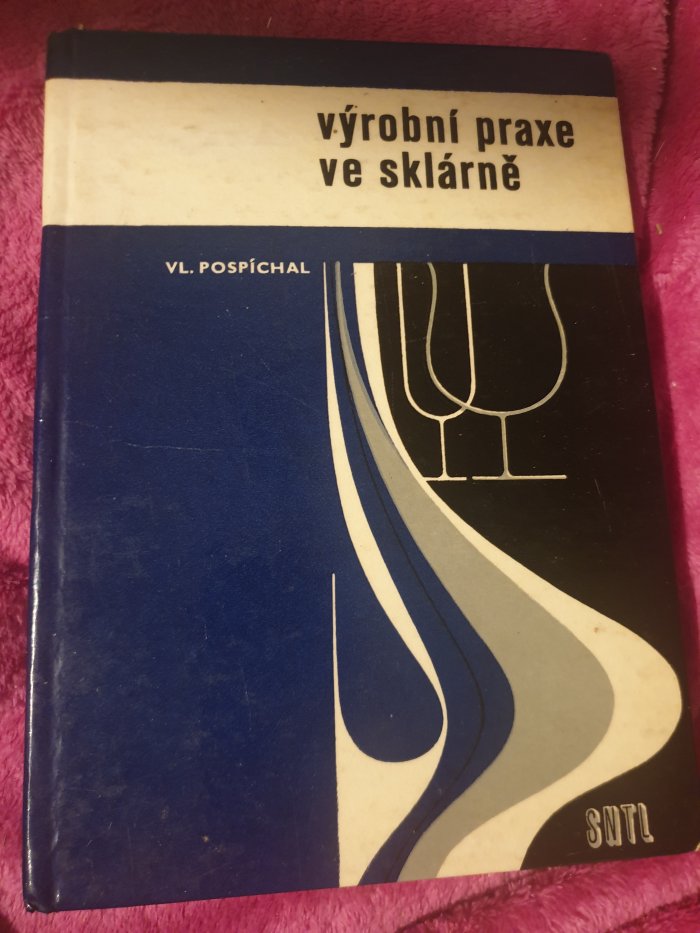 výrobní praxe
ve sklárně
VL. POSPÍCHAL
SNTL